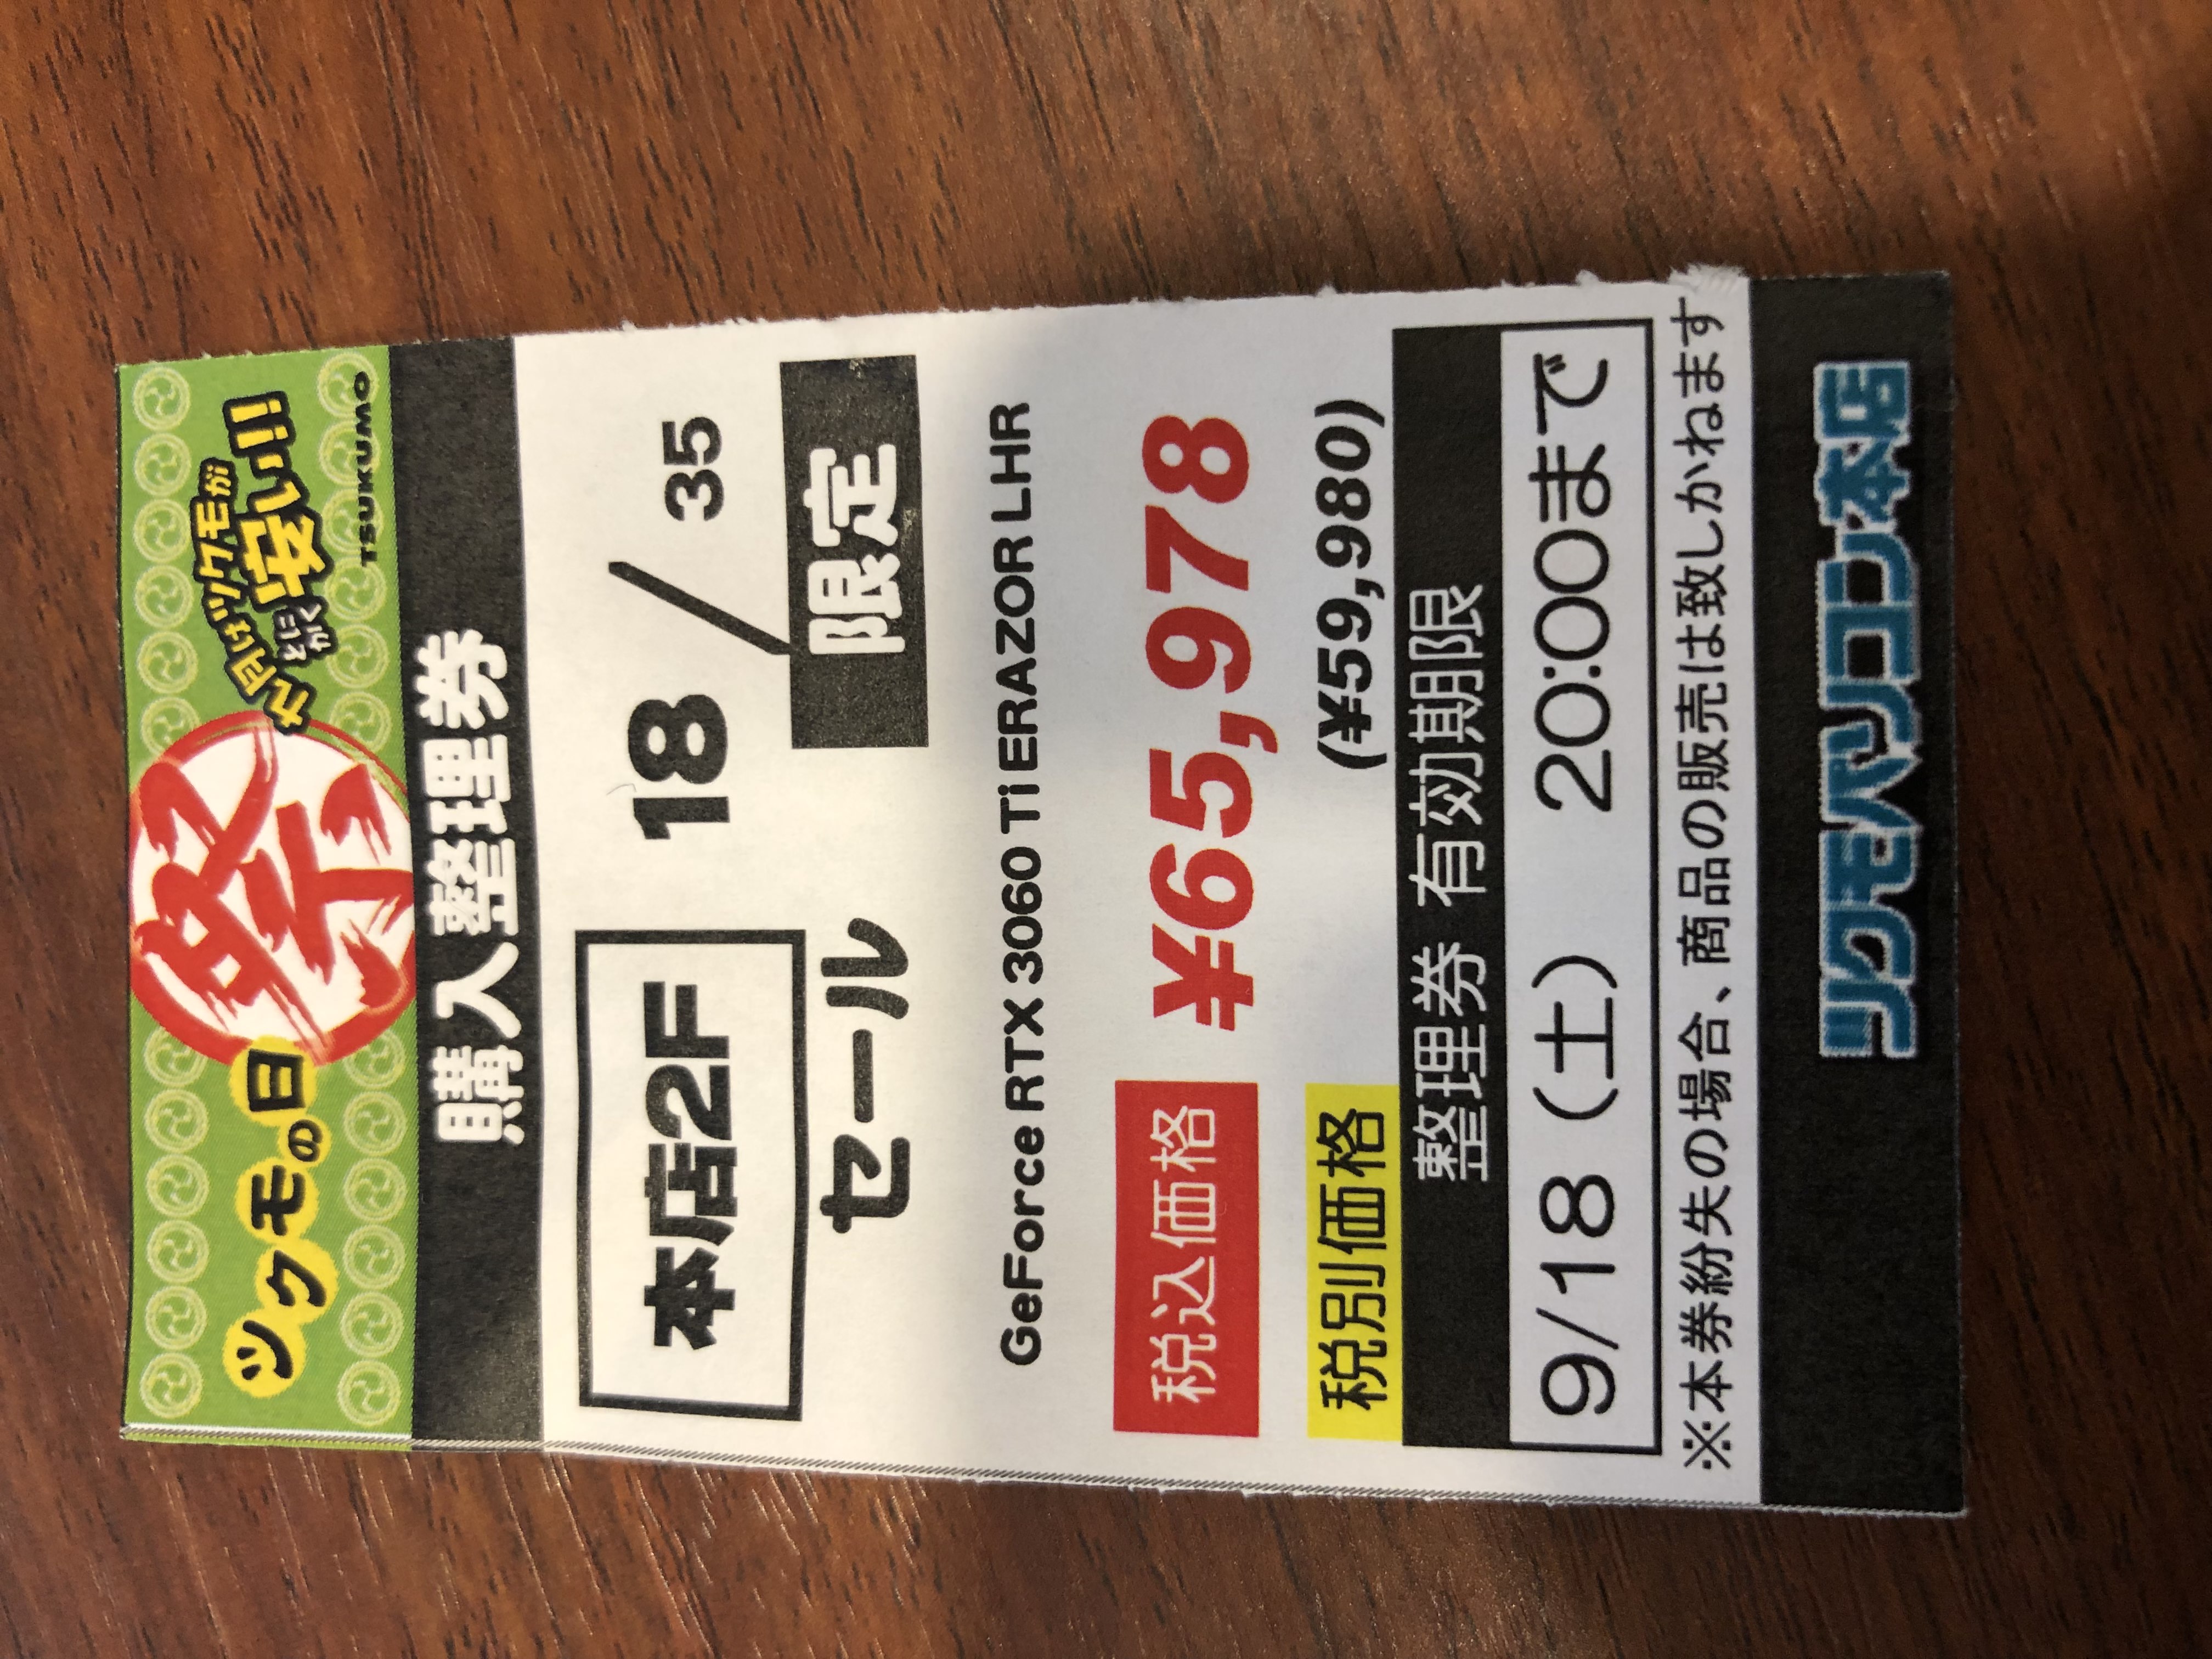 ツクモの日
祭
九月はツクモが
とにかく安い!!
TSUKUMO
購入整理券
本店2F
18/35
セール
限定
GeForce RTX 3060 Ti ERAZOR LHR
税込価格 ¥65,978
税別価格 (¥59,980)
整理券 有効期限
9/18（土） 20:00まで
※本券紛失の場合、商品の販売は致しかねます
ツクモパソコン本店